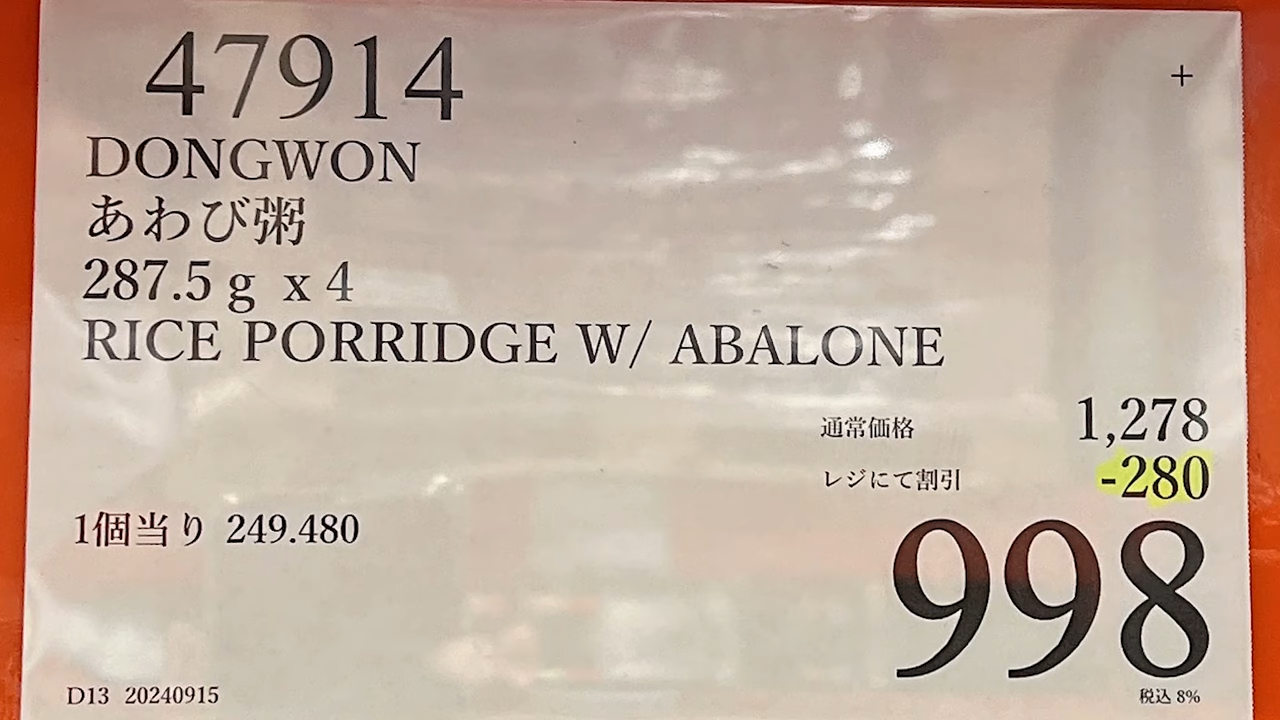 47914
+
DONGWON
あわび粥
287.5 g x 4
RICE PORRIDGE W/ ABALONE
通常価格 1,278
レジにて割引 -280
1個当り 249.480
998
D13 20240915
税込 8%